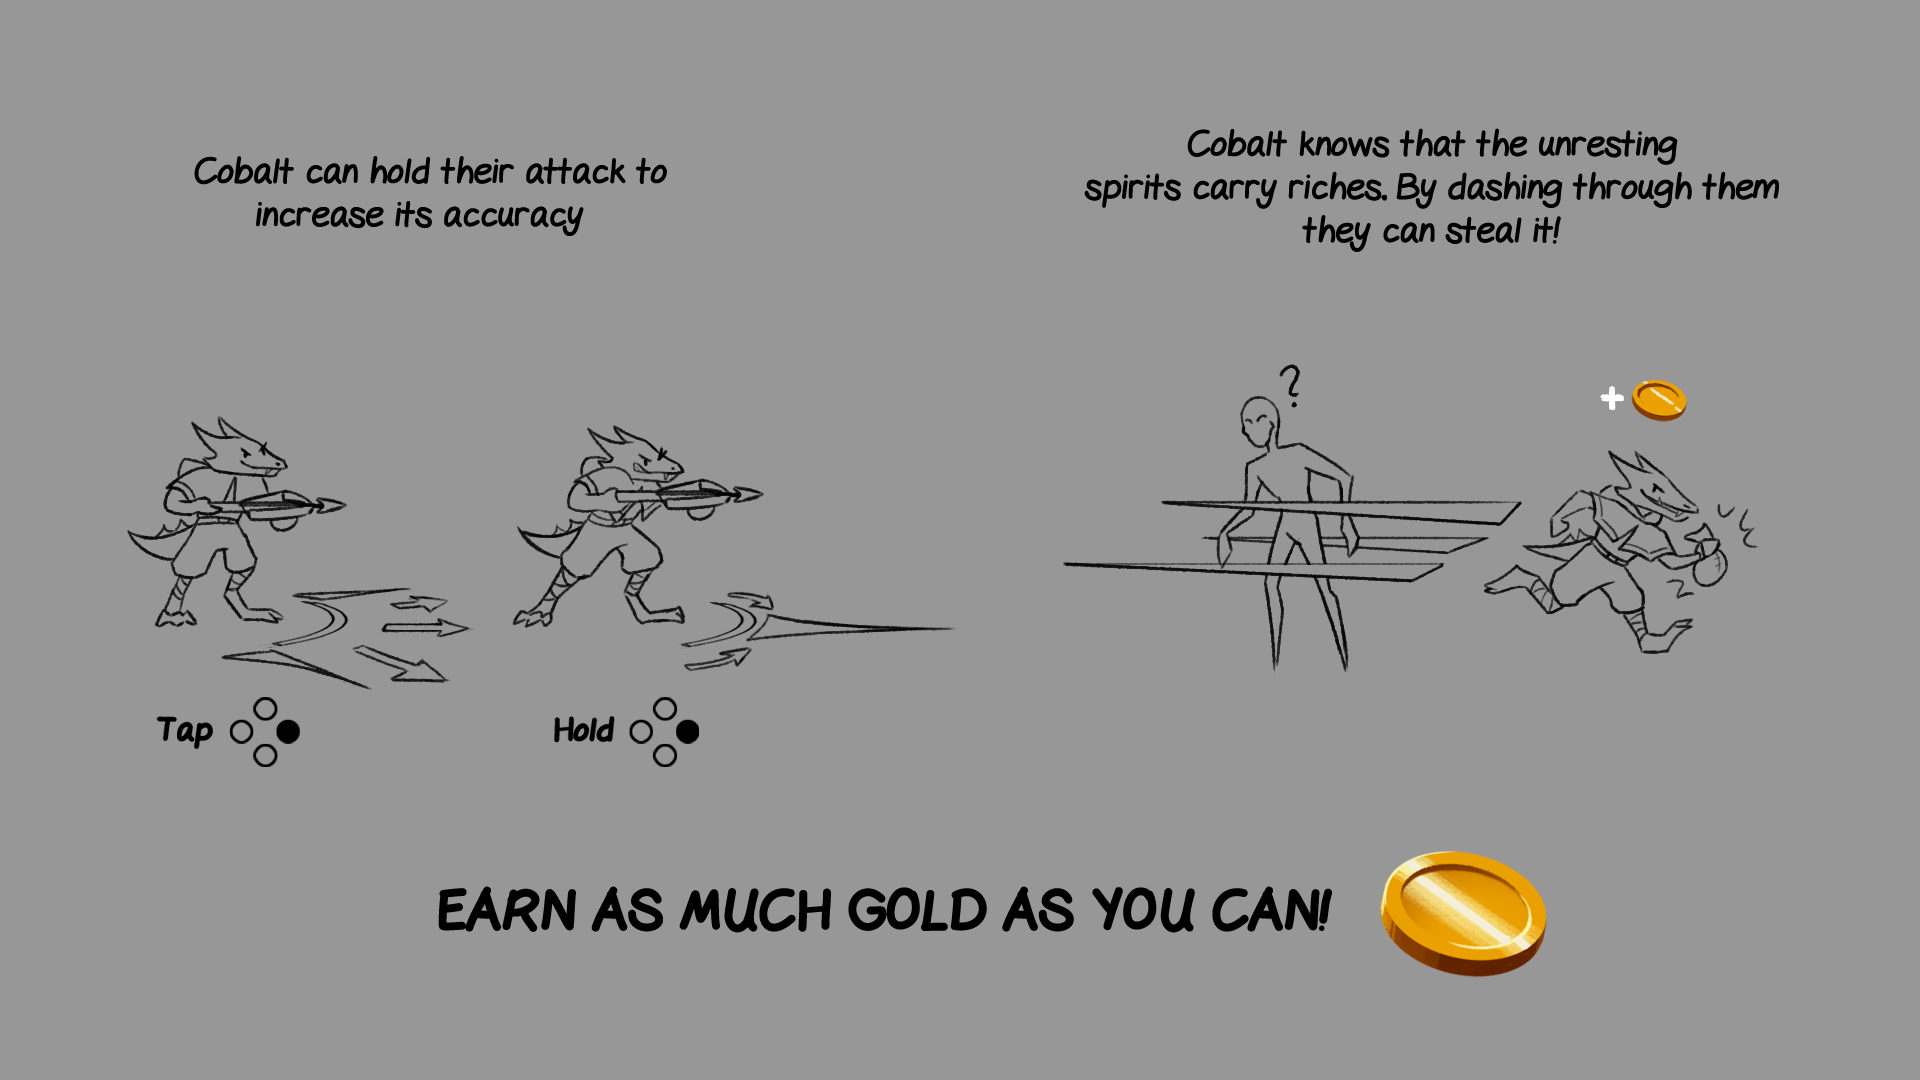 Cobalt can hold their attack to
increase its accuracy
Cobalt knows that the unresting
spirits carry riches. By dashing through them
they can steal it!
?
+
Tap
Hold
EARN AS MUCH GOLD AS YOU CAN!